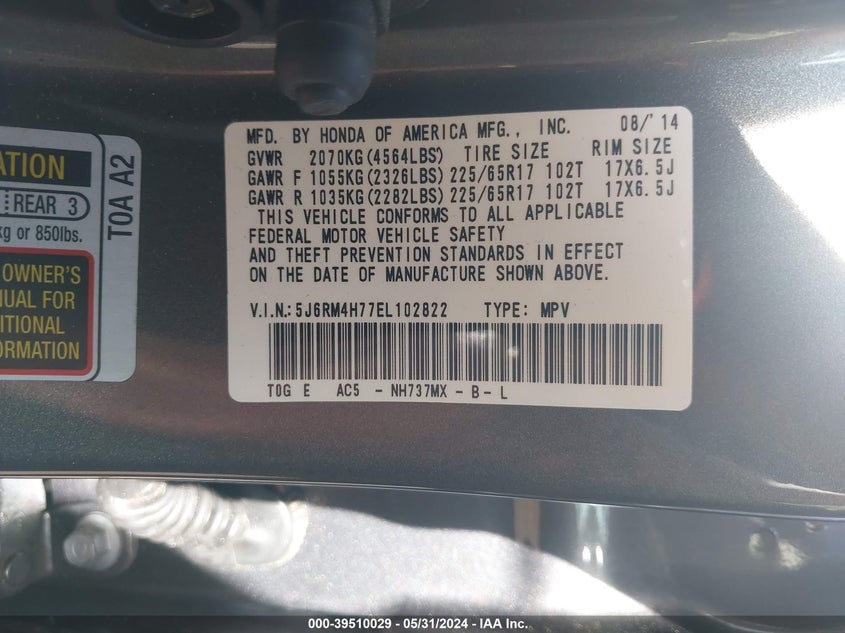 ATION
REAR 3
kg or 850lbs.
OWNER'S
UAL FOR
ITIONAL
ORMATION
T0A A2
MFD. BY HONDA OF AMERICA MFG., INC. 08/'14
GVWR 2070KG(4564LBS) TIRE SIZE RIM SIZE
GAWR F 1055KG(2326LBS) 225/65R17 102T 17X6.5J
GAWR R 1035KG(2282LBS) 225/65R17 102T 17X6.5J
THIS VEHICLE CONFORMS TO ALL APPLICABLE
FEDERAL MOTOR VEHICLE SAFETY
AND THEFT PREVENTION STANDARDS IN EFFECT
ON THE DATE OF MANUFACTURE SHOWN ABOVE.
V.I.N.:5J6RM4H77EL102822 TYPE: MPV
T0G E AC5 - NH737MX - B - L
000-39510029 - 05/31/2024 - IAA Inc.